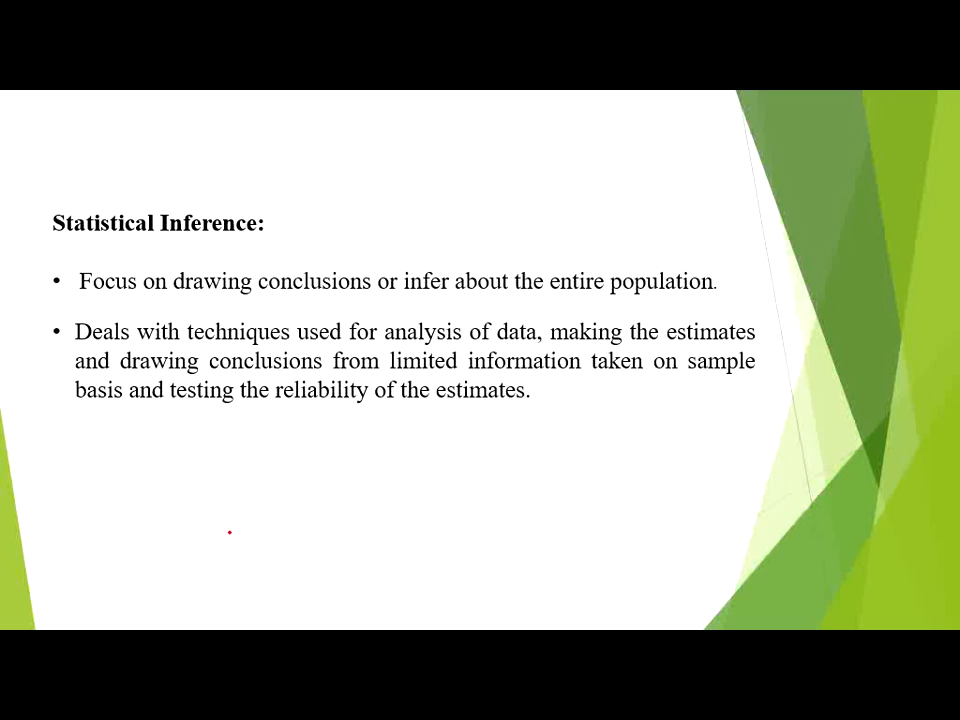 Statistical Inference:
• Focus on drawing conclusions or infer about the entire population.
• Deals with techniques used for analysis of data, making the estimates
and drawing conclusions from limited information taken on sample
basis and testing the reliability of the estimates.